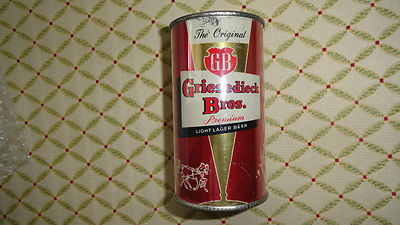 The Original
GB
Griesedieck
Bros.
Premium
LIGHT LAGER BEER